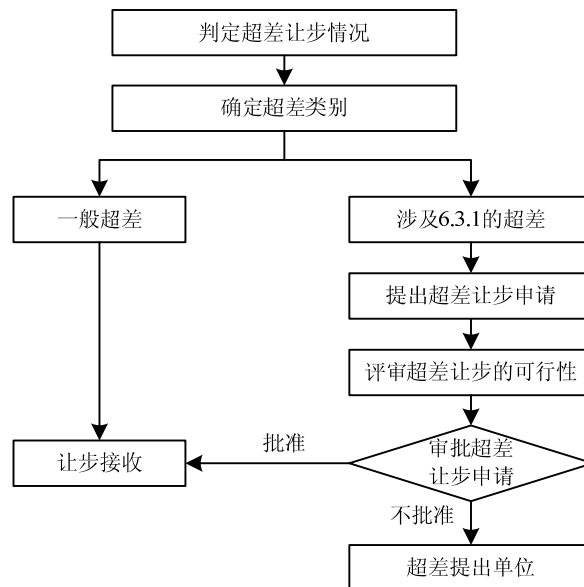 判定超差让步情况
确定超差类别
一般超差
涉及6.3.1的超差
提出超差让步申请
评审超差让步的可行性
审批超差
让步申请
批准
让步接收
不批准
超差提出单位